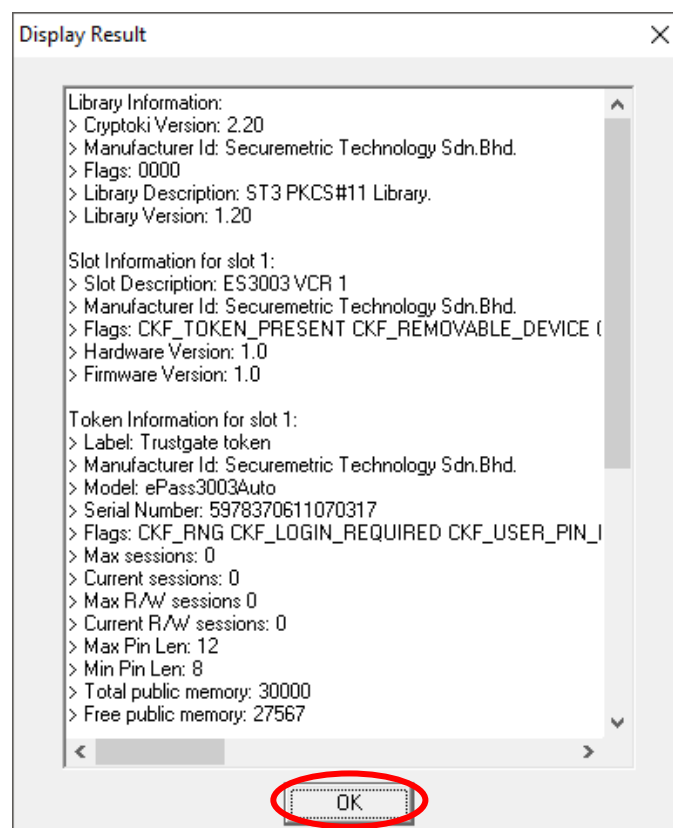 Display Result
Library Information:
> Cryptoki Version: 2.20
> Manufacturer Id: Securemetric Technology Sdn.Bhd.
> Flags: 0000
> Library Description: ST3 PKCS#11 Library.
> Library Version: 1.20
Slot Information for slot 1:
> Slot Description: ES3003 VCR 1
> Manufacturer Id: Securemetric Technology Sdn.Bhd.
> Flags: CKF_TOKEN_PRESENT CKF_REMOVABLE_DEVICE
> Hardware Version: 1.0
> Firmware Version: 1.0
Token Information for slot 1:
> Label: Trustgate token
> Manufacturer Id: Securemetric Technology Sdn.Bhd.
> Model: ePass3003Auto
> Serial Number: 5978370611070317
> Flags: CKF_RNG CKF_LOGIN_REQUIRED CKF_USER_PIN_I
> Max sessions: 0
> Current sessions: 0
> Max R/W sessions 0
> Current R/W sessions: 0
> Max Pin Len: 12
> Min Pin Len: 8
> Total public memory: 30000
> Free public memory: 27567
OK